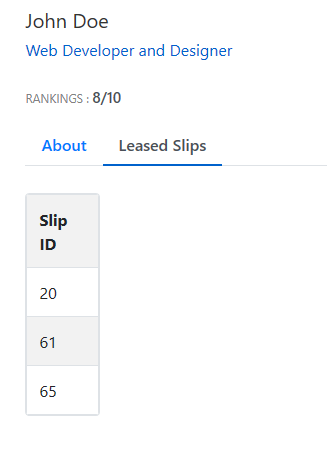 John Doe
Web Developer and Designer
RANKINGS : 8/10
About Leased Slips
Slip
ID
20
61
65